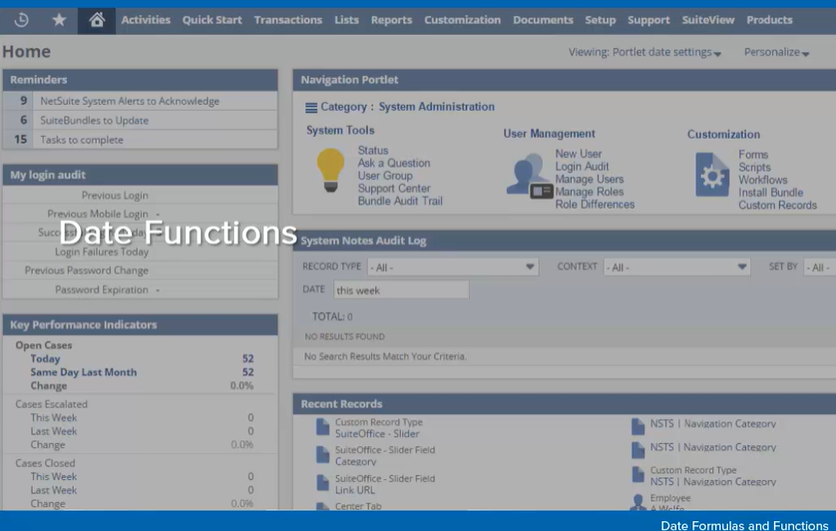 Activities Quick Start Transactions Lists Reports Customization Documents Setup Support SuiteView Products
Home
Viewing: Portlet date settings Personalize
Reminders
9 NetSuite System Alerts to Acknowledge
6 SuiteBundles to Update
15 Tasks to complete
My login audit
Previous Login
Previous Mobile Login -
Date Functions
Login Failures Today
Previous Password Change
Password Expiration -
Key Performance Indicators
Open Cases
Today 52
Same Day Last Month 52
Change 0.0%
Cases Escalated
This Week 0
Last Week 0
Change 0.0%
Cases Closed
This Week 0
Last Week 0
Change 0.0%
Navigation Portlet
Category : System Administration
System Tools
Status
Ask a Question
User Group
Support Center
Bundle Audit Trail
User Management
New User
Login Audit
Manage Users
Manage Roles
Role Differences
Customization
Forms
Scripts
Workflows
Install Bundle
Custom Records
System Notes Audit Log
RECORD TYPE - All - CONTEXT - All - SET BY - All -
DATE this week
TOTAL: 0
NO RESULTS FOUND
No Search Results Match Your Criteria.
Recent Records
Custom Record Type
SuiteOffice - Slider
SuiteOffice - Slider Field
Category
SuiteOffice - Slider Field
Link URL
Center Tab
NSTS | Navigation Category
NSTS | Navigation Category
Custom Record Type
NSTS | Navigation Category
Employee
Date Formulas and Functions